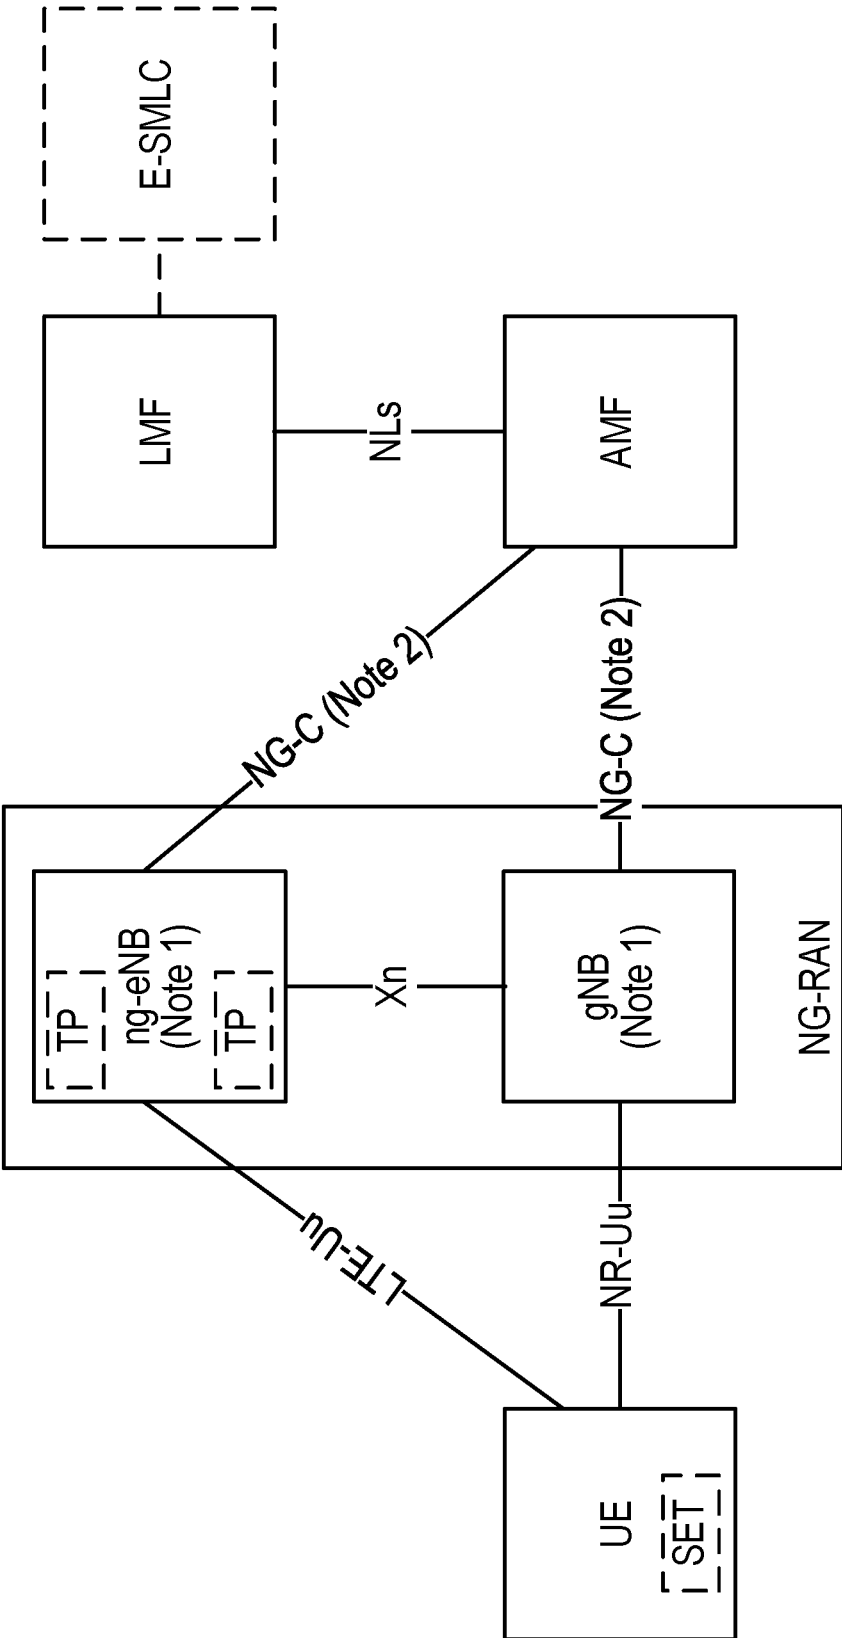 UE
SET
LTE-Uu
NR-Uu
TP
ng-eNB
(Note 1)
TP
Xn
gNB
(Note 1)
NG-RAN
NG-C (Note 2)
NG-C (Note 2)
LMF
NLs
AMF
E-SMLC